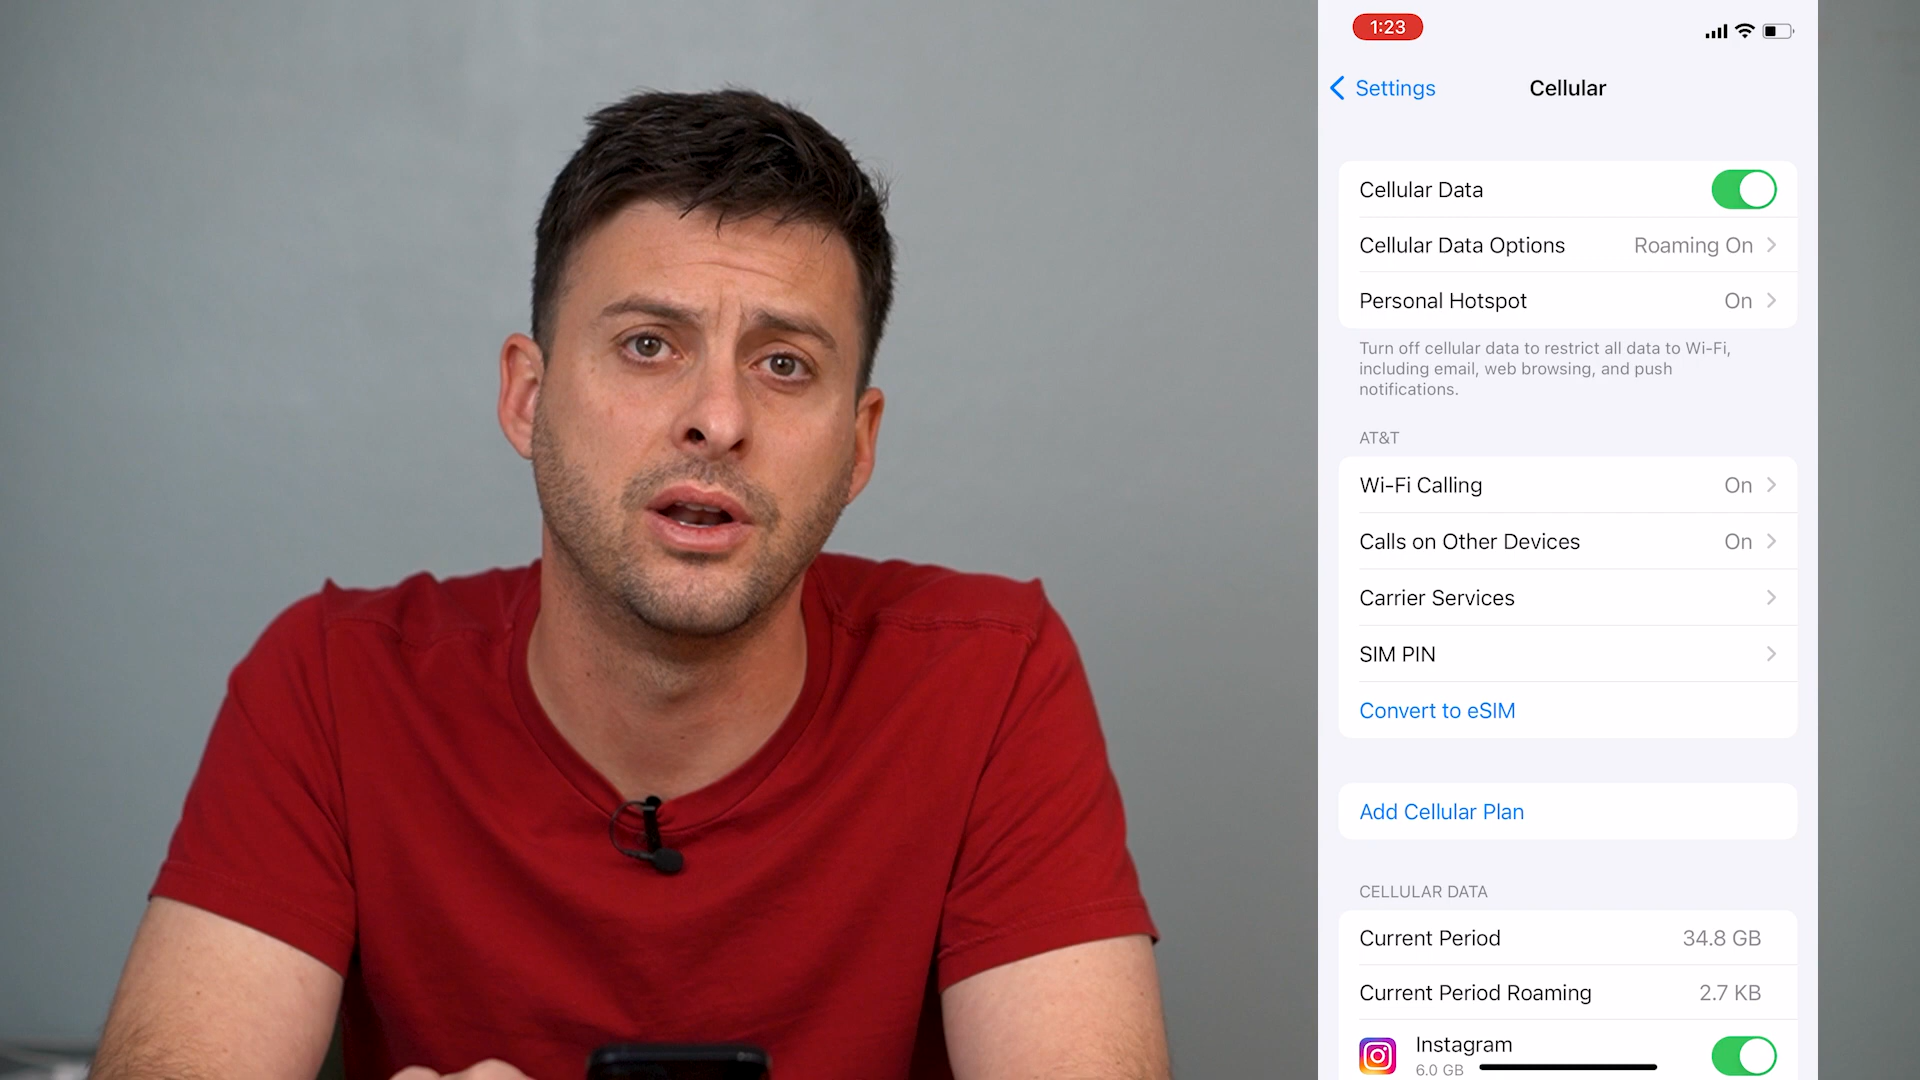 1:23
Settings
Cellular
Cellular Data
Cellular Data Options Roaming On
Personal Hotspot On
Turn off cellular data to restrict all data to Wi-Fi,
including email, web browsing, and push
notifications.
AT&T
Wi-Fi Calling On
Calls on Other Devices On
Carrier Services
SIM PIN
Convert to eSIM
Add Cellular Plan
CELLULAR DATA
Current Period 34.8 GB
Current Period Roaming 2.7 KB
Instagram
6.0 GB